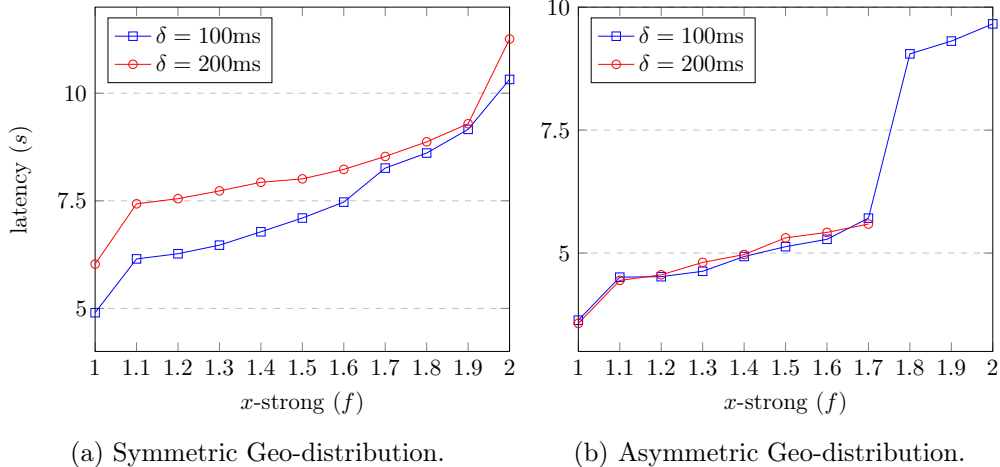 δ = 100ms
δ = 200ms
10
7.5
5
latency (s)
1 1.1 1.2 1.3 1.4 1.5 1.6 1.7 1.8 1.9 2
x-strong (f)
(a) Symmetric Geo-distribution.
δ = 100ms
δ = 200ms
7.5
5
1 1.1 1.2 1.3 1.4 1.5 1.6 1.7 1.8 1.9 2
x-strong (f)
(b) Asymmetric Geo-distribution.